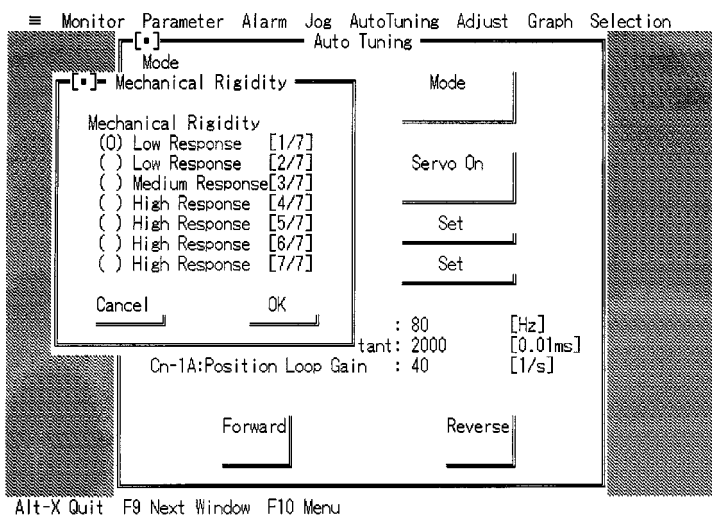 ≡ Monitor Parameter Alarm Jog AutoTuning Adjust Graph Selection
[▪] Auto Tuning
Mode
[▪] Mechanical Rigidity
Mode
Mechanical Rigidity
(O) Low Response [1/7]
( ) Low Response [2/7]
( ) Medium Response[3/7]
( ) High Response [4/7]
( ) High Response [5/7]
( ) High Response [6/7]
( ) High Response [7/7]
Servo On
Set
Set
Cancel OK
: 80 [Hz]
tant: 2000 [0.01ms]
Cn-1A:Position Loop Gain : 40 [1/s]
Forward Reverse
Alt-X Quit F9 Next Window F10 Menu